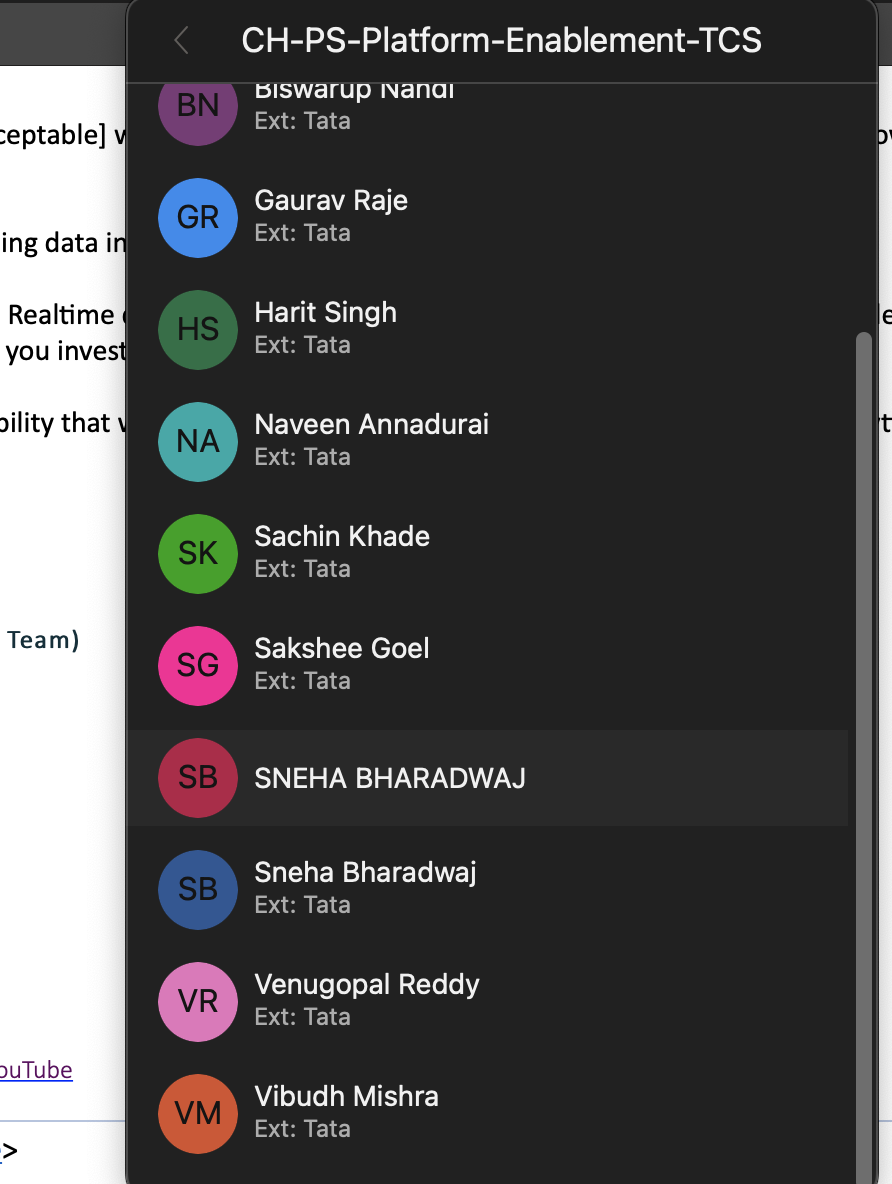 CH-PS-Platform-Enablement-TCS
BN
Biswarup Nandi
Ext: Tata
GR
Gaurav Raje
Ext: Tata
HS
Harit Singh
Ext: Tata
NA
Naveen Annadurai
Ext: Tata
SK
Sachin Khade
Ext: Tata
SG
Sakshee Goel
Ext: Tata
SB
SNEHA BHARADWAJ
SB
Sneha Bharadwaj
Ext: Tata
VR
Venugopal Reddy
Ext: Tata
VM
Vibudh Mishra
Ext: Tata
ceptable]
ing data in
Realtime
you invest
bility that
Team)
ouTube
>